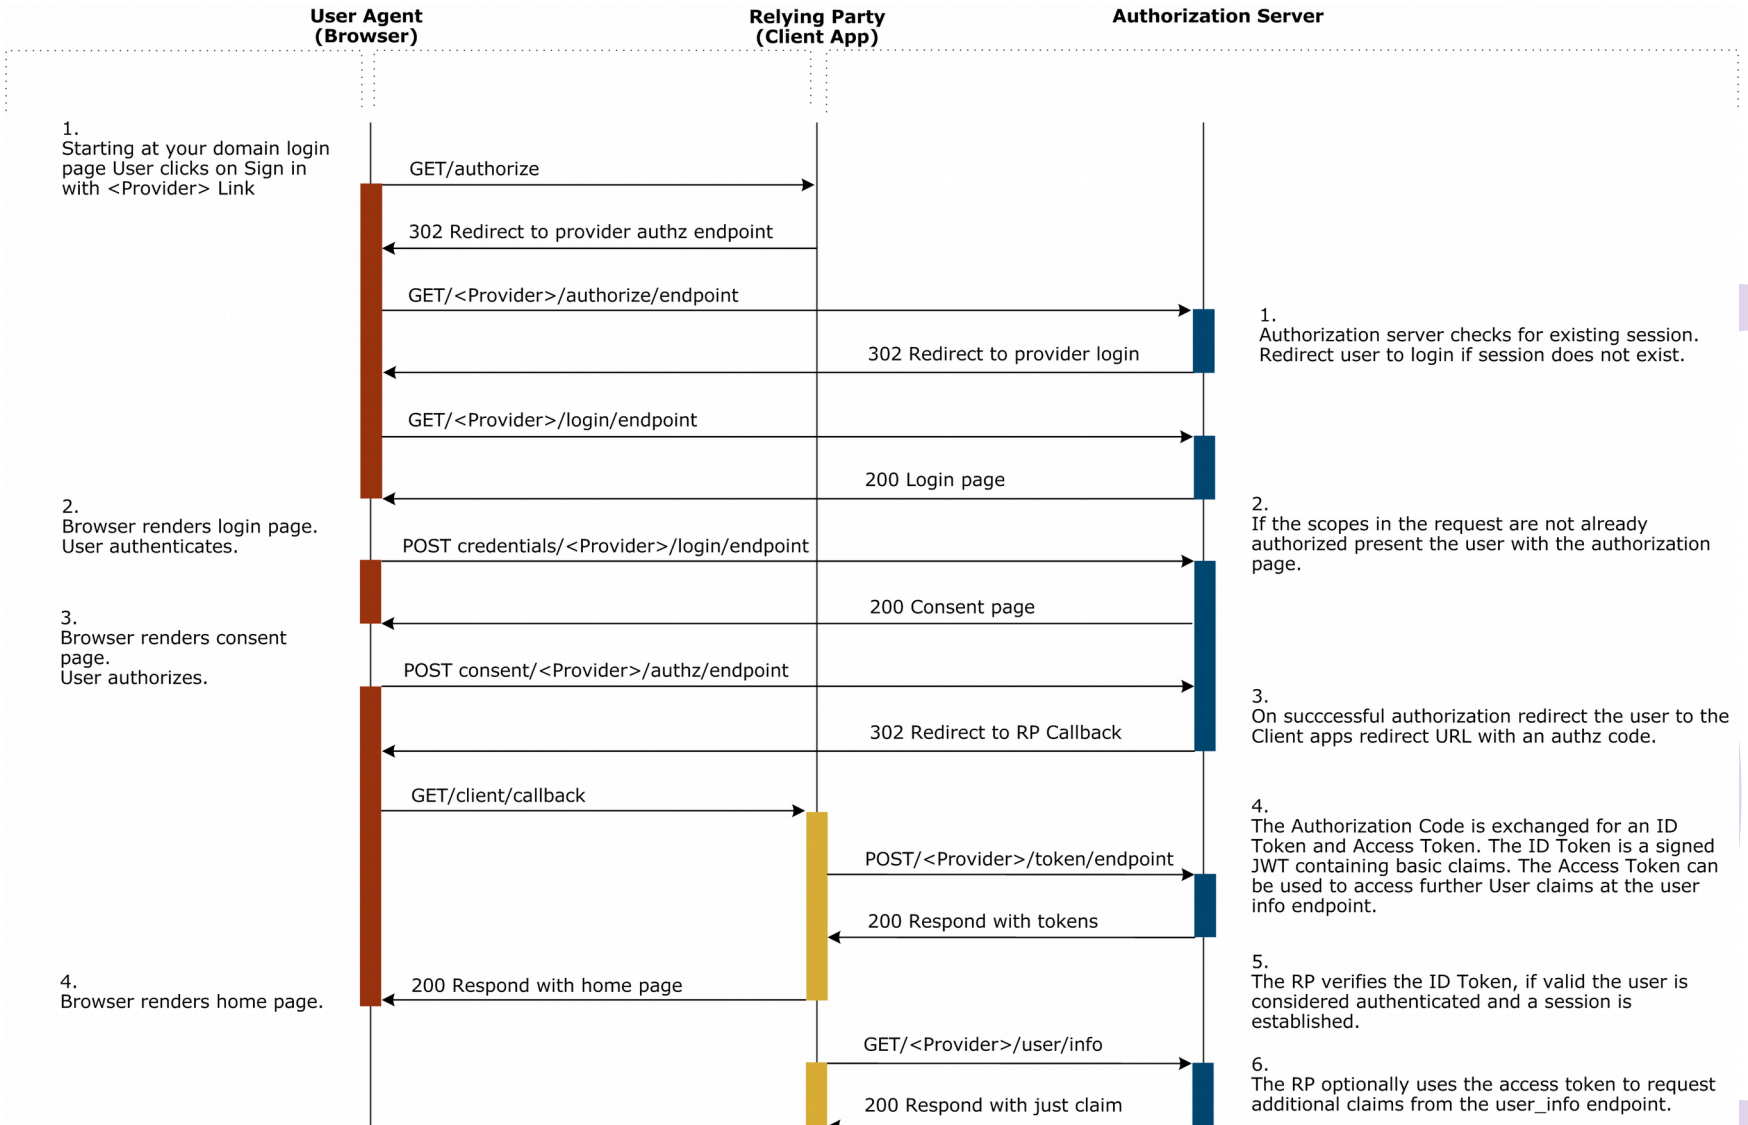 User Agent
(Browser)
Relying Party
(Client App)
Authorization Server
1.
Starting at your domain login
page User clicks on Sign in
with <Provider> Link
GET/authorize
302 Redirect to provider authz endpoint
GET/<Provider>/authorize/endpoint
1.
Authorization server checks for existing session.
Redirect user to login if session does not exist.
302 Redirect to provider login
GET/<Provider>/login/endpoint
200 Login page
2.
Browser renders login page.
User authenticates.
2.
If the scopes in the request are not already
authorized present the user with the authorization
page.
POST credentials/<Provider>/login/endpoint
200 Consent page
3.
Browser renders consent
page.
User authorizes.
POST consent/<Provider>/authz/endpoint
3.
On succcessful authorization redirect the user to the
Client apps redirect URL with an authz code.
302 Redirect to RP Callback
GET/client/callback
4.
The Authorization Code is exchanged for an ID
Token and Access Token. The ID Token is a signed
JWT containing basic claims. The Access Token can
be used to access further User claims at the user
info endpoint.
POST/<Provider>/token/endpoint
200 Respond with tokens
4.
Browser renders home page.
200 Respond with home page
5.
The RP verifies the ID Token, if valid the user is
considered authenticated and a session is
established.
GET/<Provider>/user/info
6.
The RP optionally uses the access token to request
additional claims from the user_info endpoint.
200 Respond with just claim